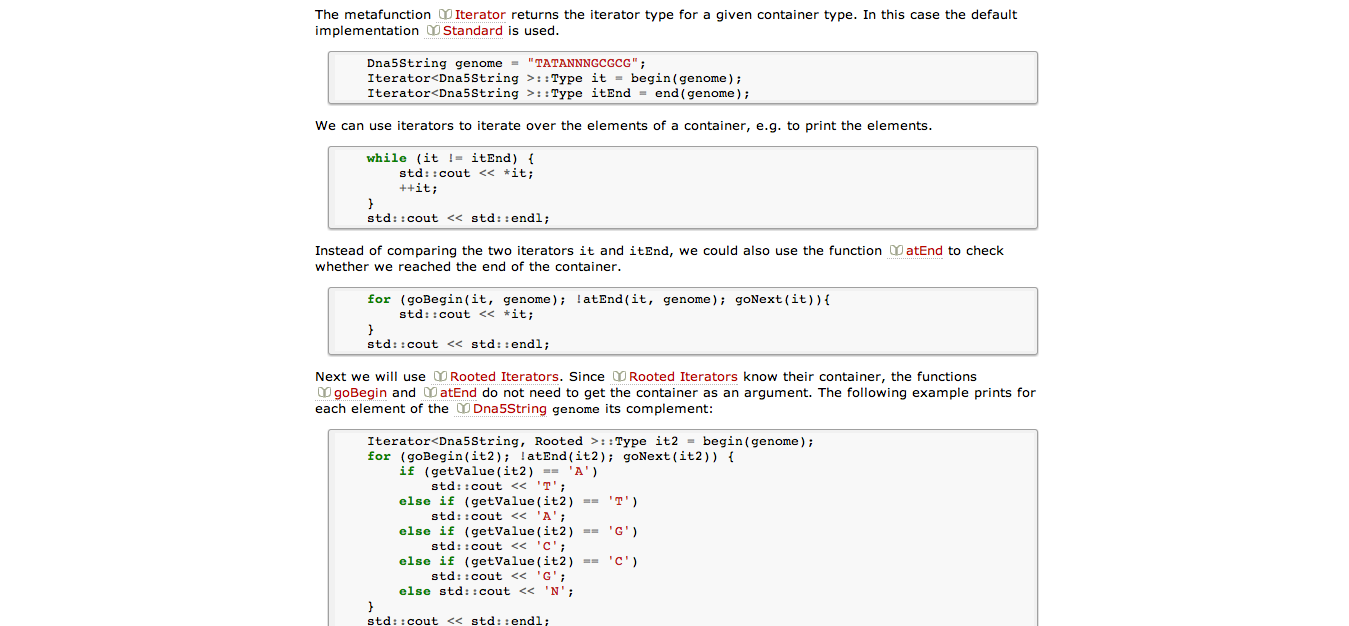 The metafunction Iterator returns the iterator type for a given container type. In this case the default
implementation Standard is used.
Dna5String genome = "TATANNNGCGCG";
Iterator<Dna5String >::Type it = begin(genome);
Iterator<Dna5String >::Type itEnd = end(genome);
We can use iterators to iterate over the elements of a container, e.g. to print the elements.
while (it != itEnd) {
std::cout << *it;
++it;
}
std::cout << std::endl;
Instead of comparing the two iterators it and itEnd, we could also use the function atEnd to check
whether we reached the end of the container.
for (goBegin(it, genome); !atEnd(it, genome); goNext(it)){
std::cout << *it;
}
std::cout << std::endl;
Next we will use Rooted Iterators. Since Rooted Iterators know their container, the functions
goBegin and atEnd do not need to get the container as an argument. The following example prints for
each element of the Dna5String genome its complement:
Iterator<Dna5String, Rooted >::Type it2 = begin(genome);
for (goBegin(it2); !atEnd(it2); goNext(it2)) {
if (getValue(it2) == 'A')
std::cout << 'T';
else if (getValue(it2) == 'T')
std::cout << 'A';
else if (getValue(it2) == 'G')
std::cout << 'C';
else if (getValue(it2) == 'C')
std::cout << 'G';
else std::cout << 'N';
}
std::cout << std::endl;